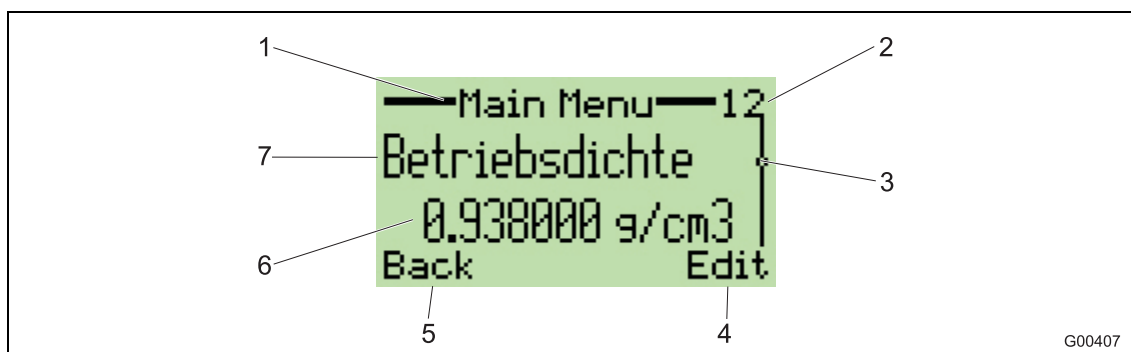 1
2
Main Menu 12
7
Betriebsdichte
3
0.938000 g/cm3
6
Back
Edit
5
4
G00407